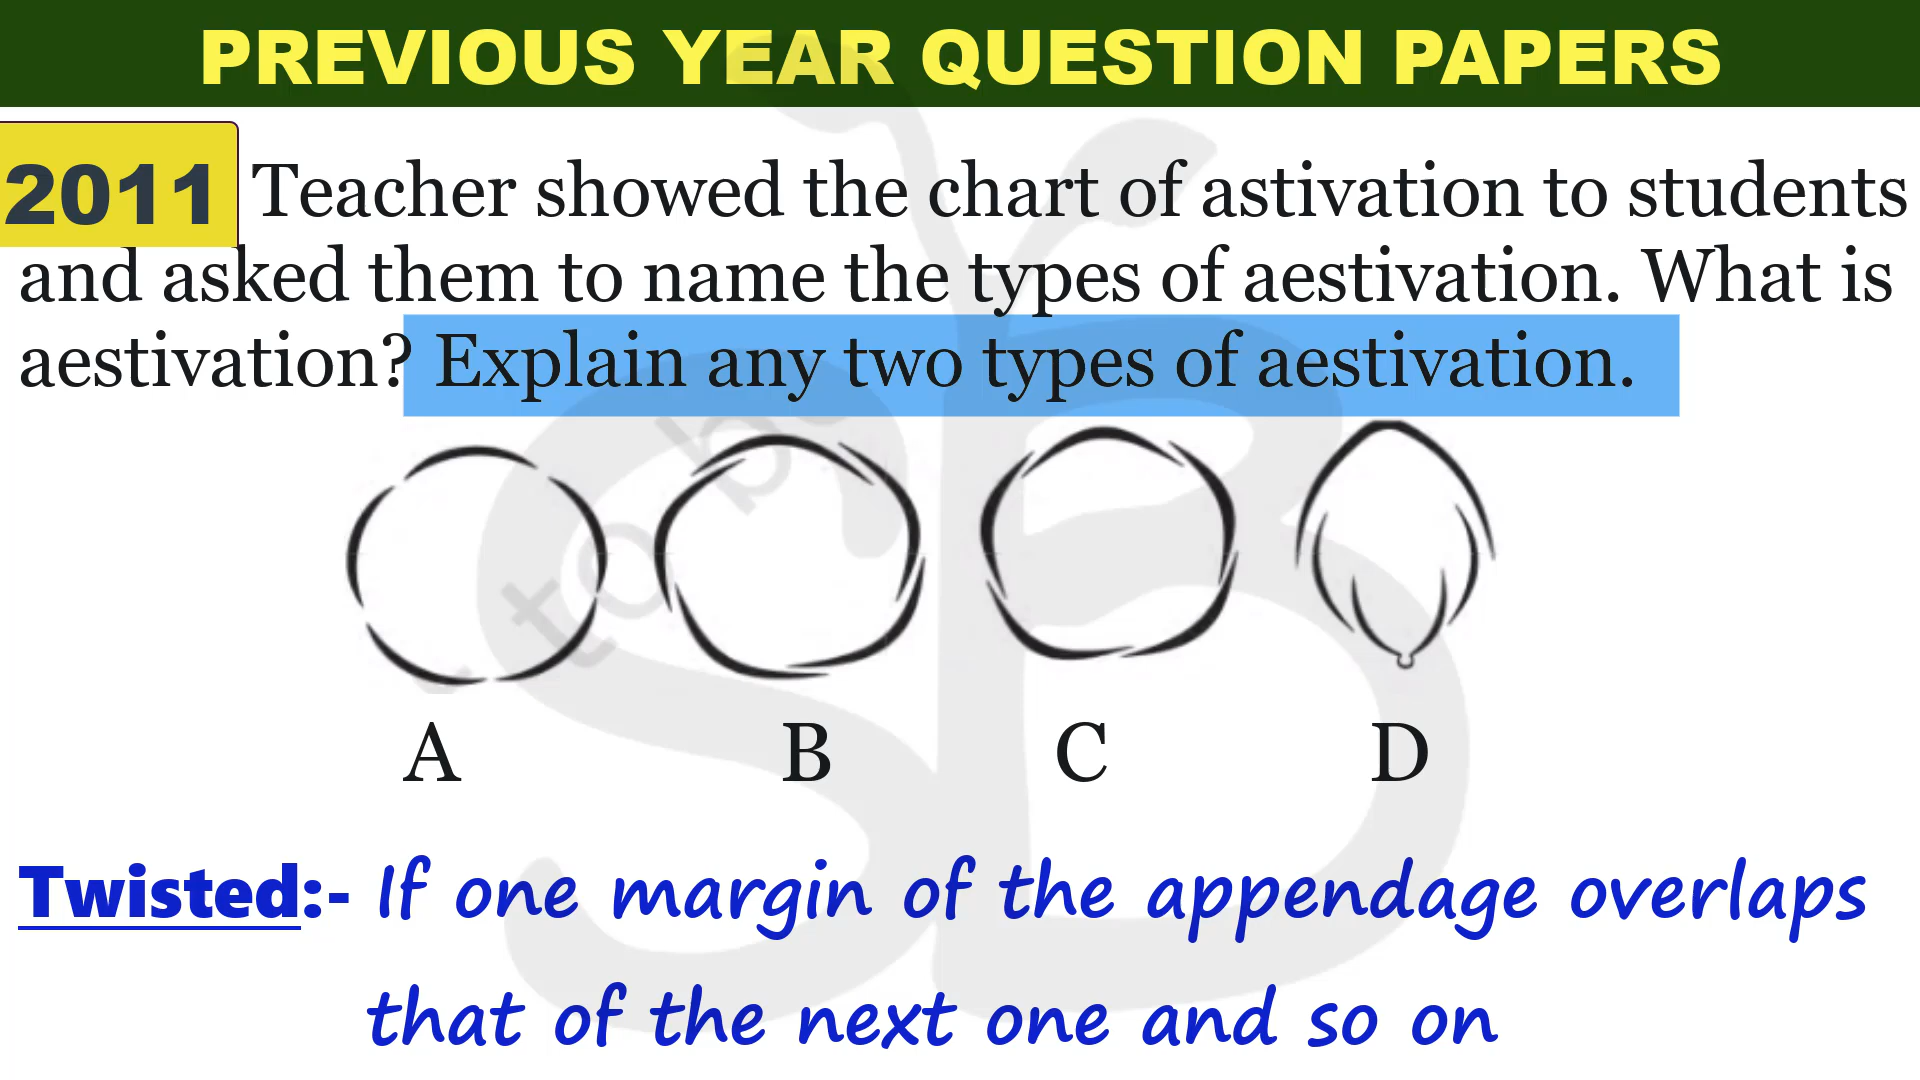 PREVIOUS YEAR QUESTION PAPERS
2011 Teacher showed the chart of astivation to students
and asked them to name the types of aestivation. What is
aestivation? Explain any two types of aestivation.
A B C D
Twisted:- If one margin of the appendage overlaps
that of the next one and so on